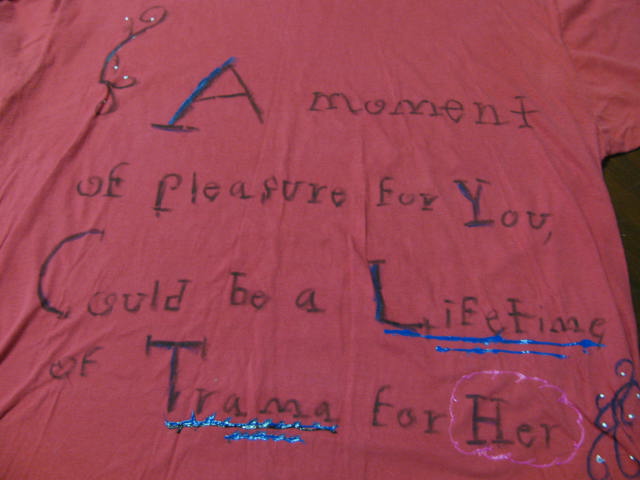 A moment
of pleasure for You,
Could be a Lifetime
of Trama for Her